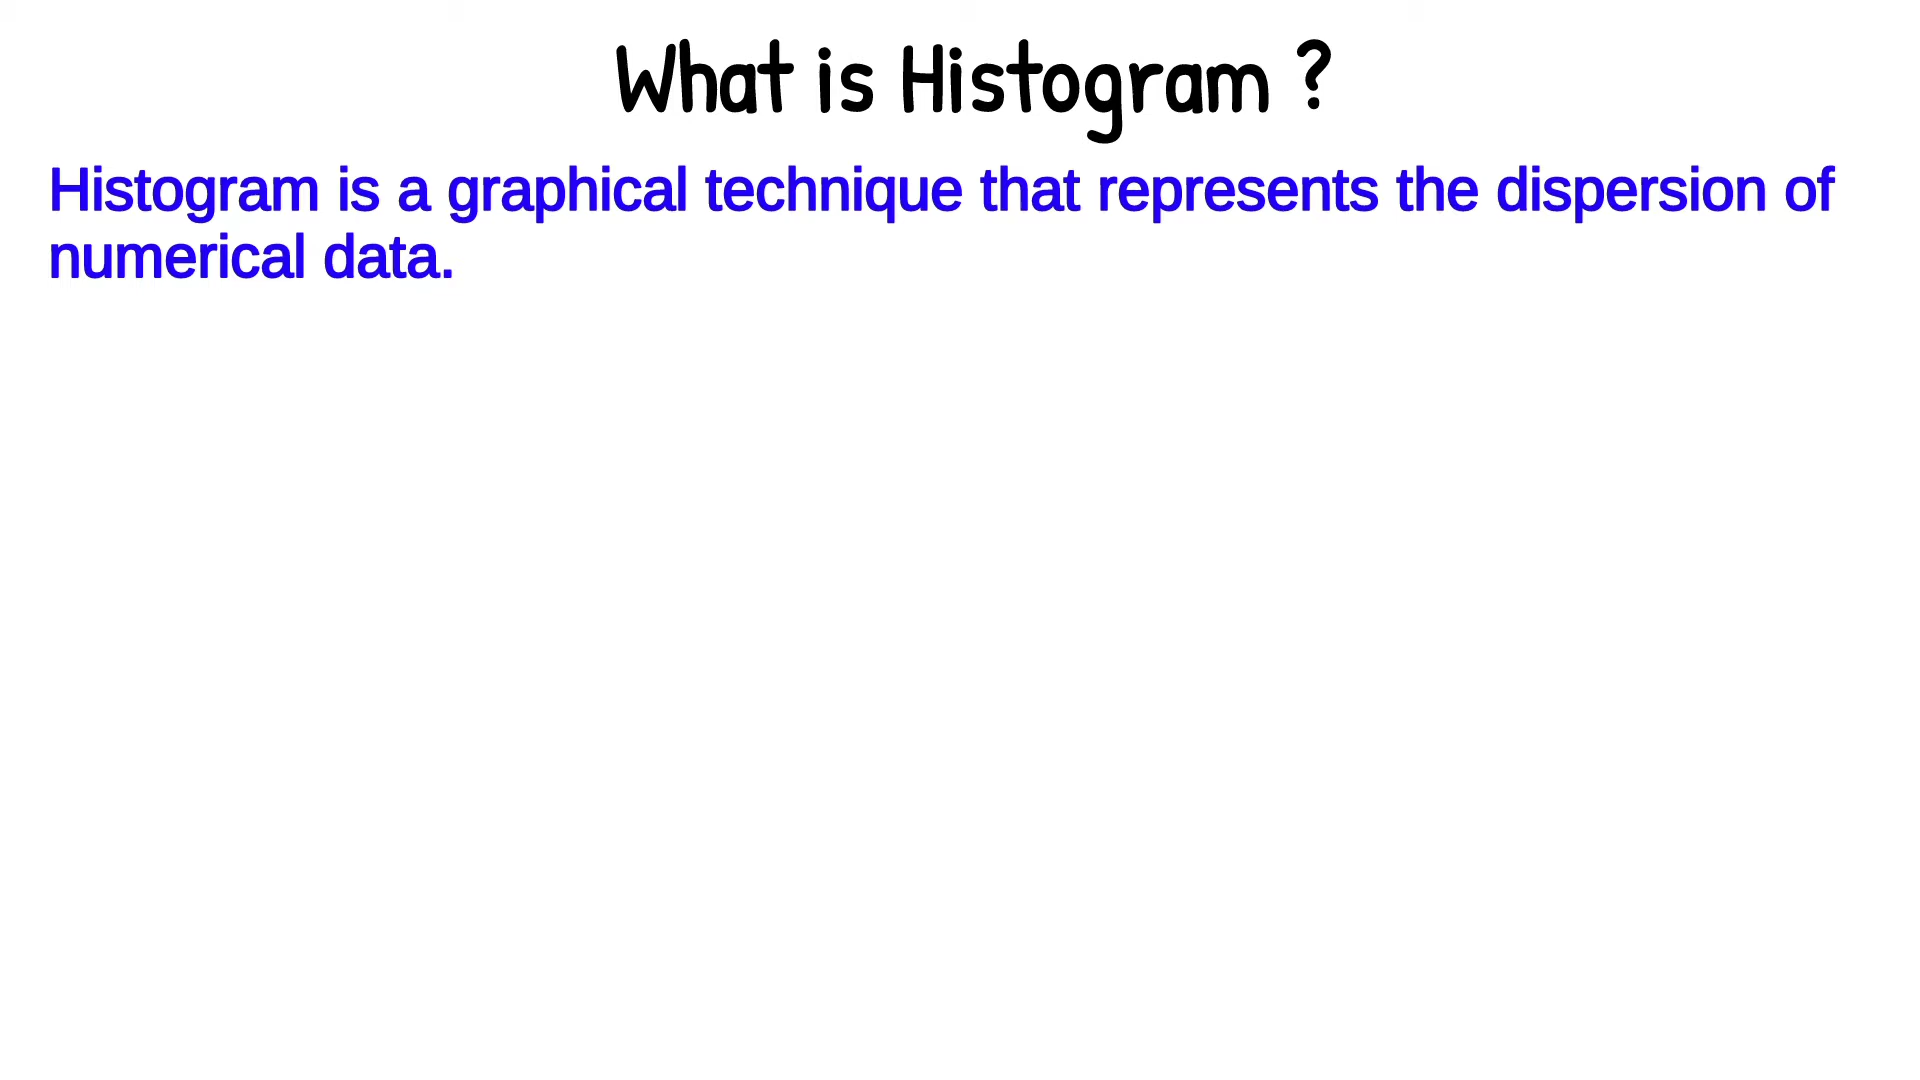 What is Histogram ?
Histogram is a graphical technique that represents the dispersion of
numerical data.